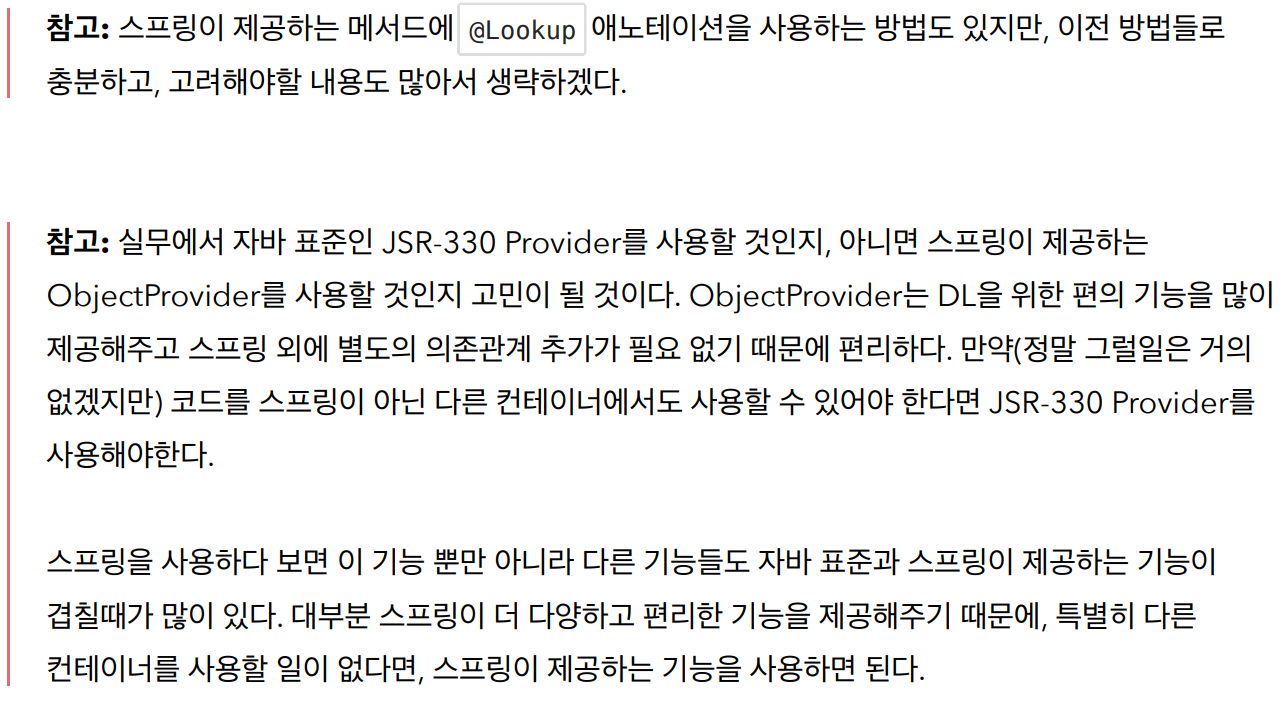 참고: 스프링이 제공하는 메서드에 @Lookup 애노테이션을 사용하는 방법도 있지만, 이전 방법들로
충분하고, 고려해야할 내용도 많아서 생략하겠다.
참고: 실무에서 자바 표준인 JSR-330 Provider를 사용할 것인지, 아니면 스프링이 제공하는
ObjectProvider를 사용할 것인지 고민이 될 것이다. ObjectProvider는 DL을 위한 편의 기능을 많이
제공해주고 스프링 외에 별도의 의존관계 추가가 필요 없기 때문에 편리하다. 만약(정말 그럴일은 거의
없겠지만) 코드를 스프링이 아닌 다른 컨테이너에서도 사용할 수 있어야 한다면 JSR-330 Provider를
사용해야한다.
스프링을 사용하다 보면 이 기능 뿐만 아니라 다른 기능들도 자바 표준과 스프링이 제공하는 기능이
겹칠때가 많이 있다. 대부분 스프링이 더 다양하고 편리한 기능을 제공해주기 때문에, 특별히 다른
컨테이너를 사용할 일이 없다면, 스프링이 제공하는 기능을 사용하면 된다.